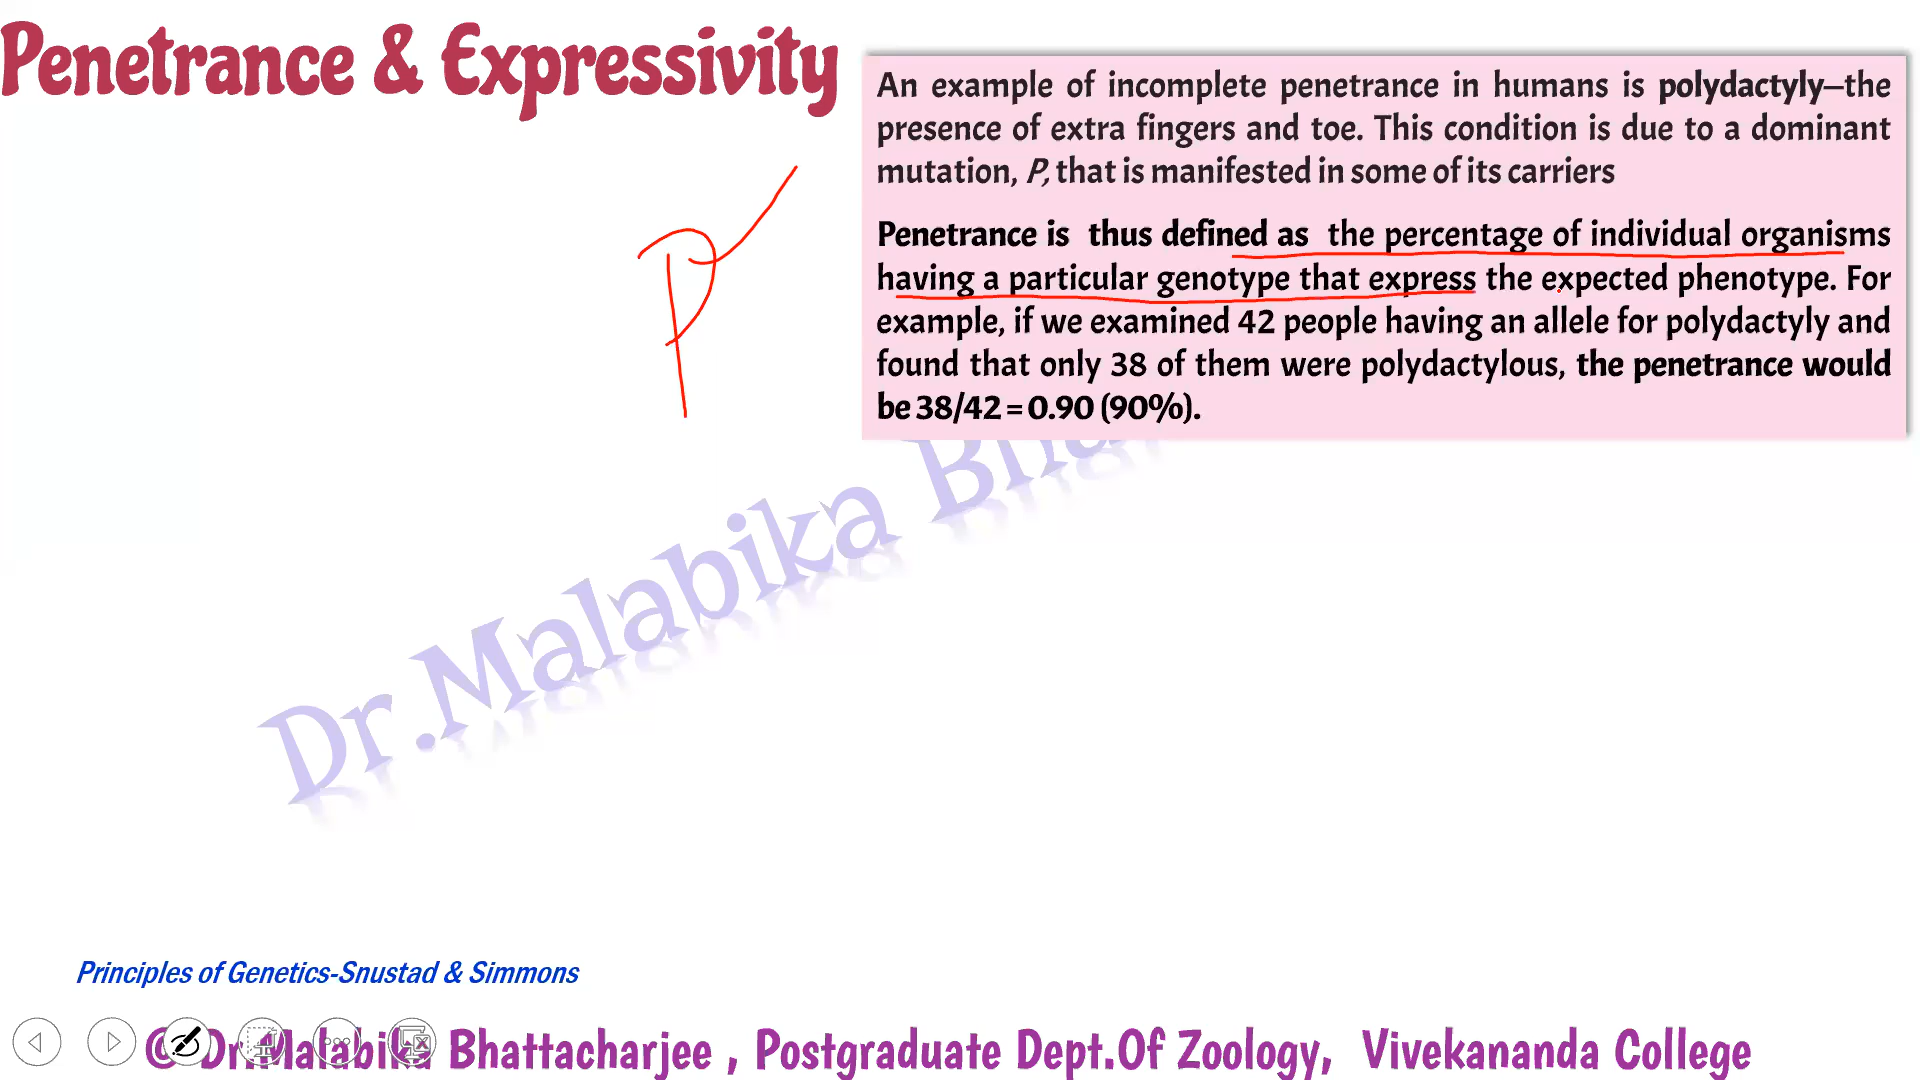 Penetrance & Expressivity
An example of incomplete penetrance in humans is polydactyly—the
presence of extra fingers and toe. This condition is due to a dominant
mutation, P, that is manifested in some of its carriers
Penetrance is thus defined as the percentage of individual organisms
having a particular genotype that express the expected phenotype. For
example, if we examined 42 people having an allele for polydactyly and
found that only 38 of them were polydactylous, the penetrance would
be 38/42 = 0.90 (90%).
P
Dr.Malabika
Principles of Genetics-Snustad & Simmons
© Dr.Malabika Bhattacharjee , Postgraduate Dept.Of Zoology, Vivekananda College